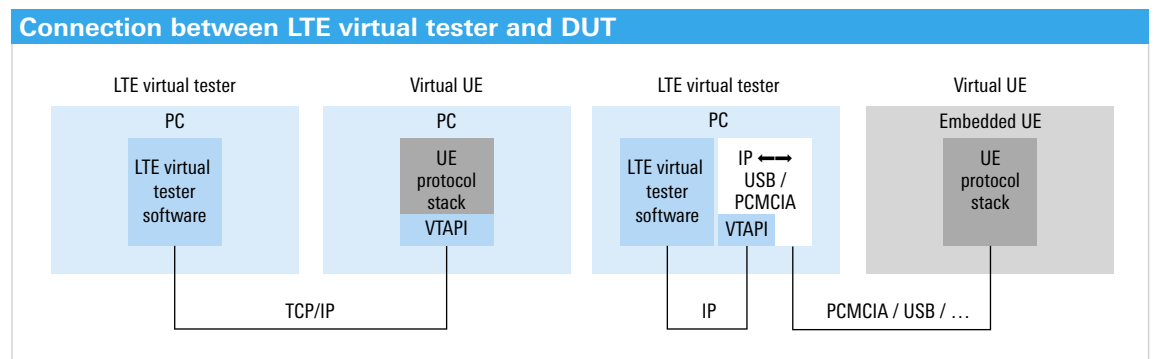 Connection between LTE virtual tester and DUT
LTE virtual tester
PC
LTE virtual
tester
software
Virtual UE
PC
UE
protocol
stack
VTAPI
TCP/IP
LTE virtual tester
PC
LTE virtual
tester
software
IP ←→
USB /
PCMCIA
VTAPI
IP
Virtual UE
Embedded UE
UE
protocol
stack
PCMCIA / USB / …